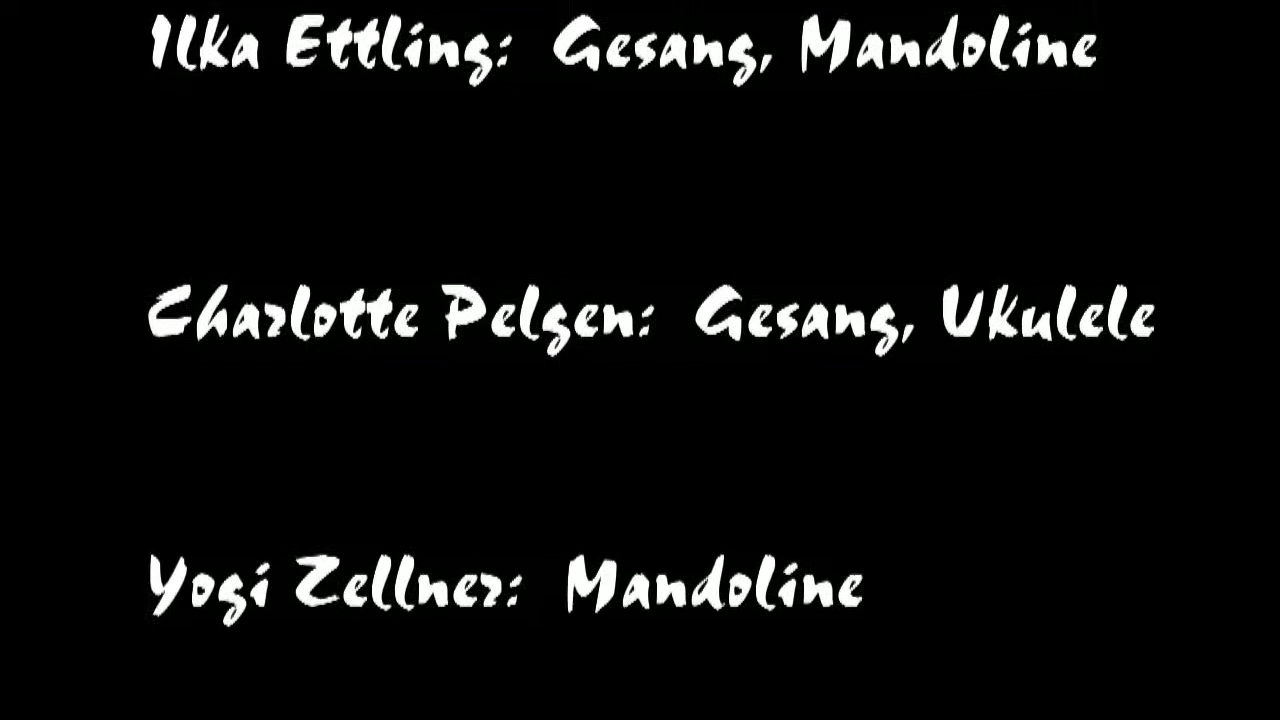 Ilka Ettling: Gesang, Mandoline
Charlotte Pelgen: Gesang, Ukulele
Yogi Zellner: Mandoline